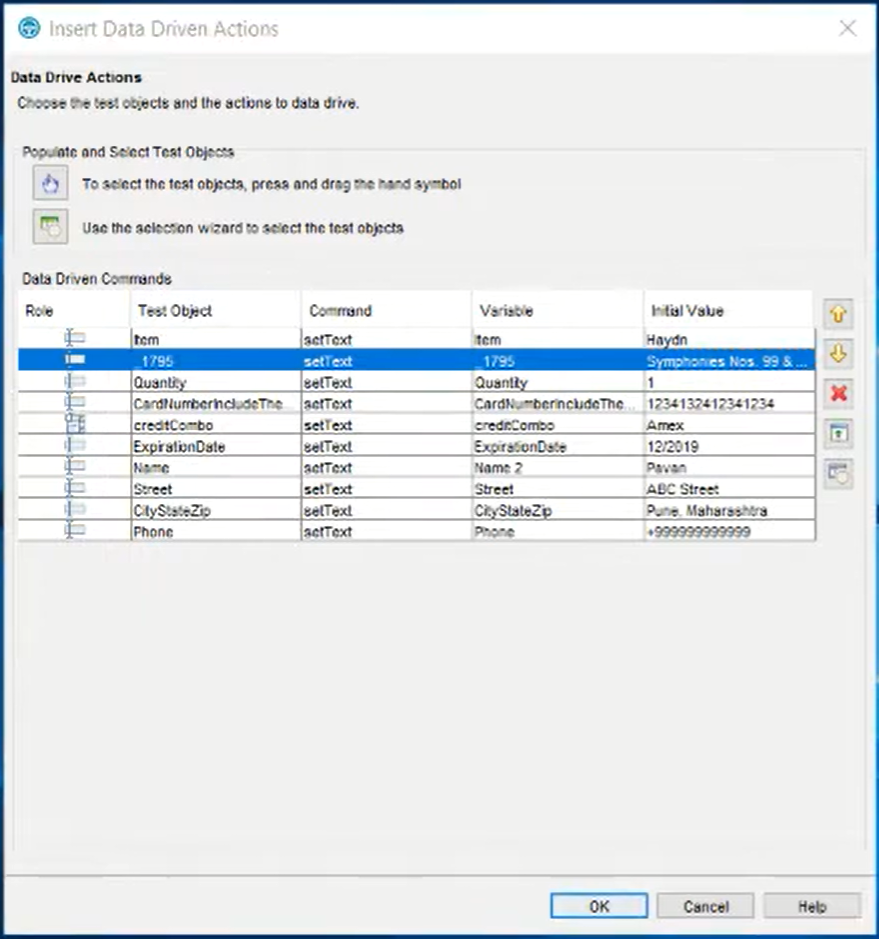 Insert Data Driven Actions
Data Drive Actions
Choose the test objects and the actions to data drive.
Populate and Select Test Objects
To select the test objects, press and drag the hand symbol
Use the selection wizard to select the test objects
Data Driven Commands
Role Test Object Command Variable Initial Value
Item setText Item Haydn
_1795 setText _1795 Symphonies Nos. 99 & ...
Quantity setText Quantity 1
CardNumberIncludeThe... setText CardNumberIncludeThe... 1234132412341234
creditCombo setText creditCombo Amex
ExpirationDate setText ExpirationDate 12/2019
Name setText Name 2 Pavan
Street setText Street ABC Street
CityStateZip setText CityStateZip Pune, Maharashtra
Phone setText Phone +999999999999
OK Cancel Help